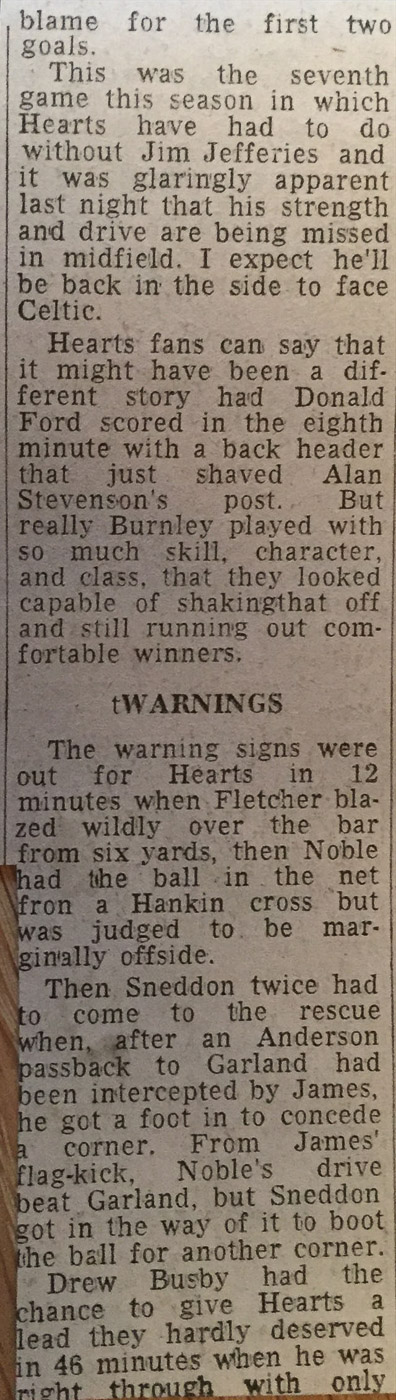 blame for the first two
goals.
This was the seventh
game this season in which
Hearts have had to do
without Jim Jefferies and
it was glaringly apparent
last night that his strength
and drive are being missed
in midfield. I expect he'll
be back in the side to face
Celtic.
Hearts fans can say that
it might have been a dif-
ferent story had Donald
Ford scored in the eighth
minute with a back header
that just shaved Alan
Stevenson's post. But
really Burnley played with
so much skill, character,
and class, that they looked
capable of shakingthat off
and still running out com-
fortable winners.
tWARNINGS
The warning signs were
out for Hearts in 12
minutes when Fletcher bla-
zed wildly over the bar
from six yards, then Noble
had the ball in the net
fron a Hankin cross but
was judged to be mar-
ginally offside.
Then Sneddon twice had
to come to the rescue
when, after an Anderson
passback to Garland had
been intercepted by James,
he got a foot in to concede
a corner. From James'
flag-kick, Noble's drive
beat Garland, but Sneddon
got in the way of it to boot
the ball for another corner.
Drew Busby had the
chance to give Hearts a
lead they hardly deserved
in 46 minutes when he was
right through with only